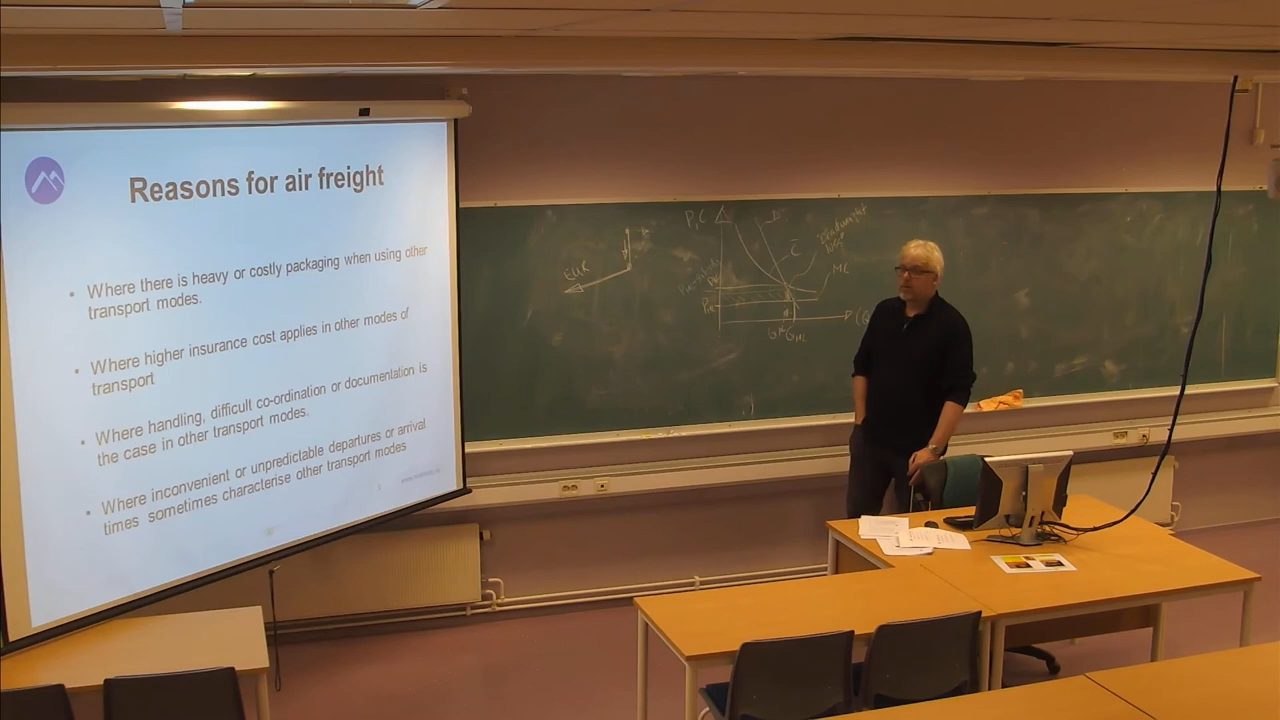 Reasons for air freight
• Where there is heavy or costly packaging when using other
transport modes.
• Where higher insurance cost applies in other modes of
transport
• Where handling, difficult co-ordination or documentation is
the case in other transport modes.
• Where inconvenient or unpredictable departures or arrival
times sometimes characterise other transport modes
EUR
P, C
D
C
MC